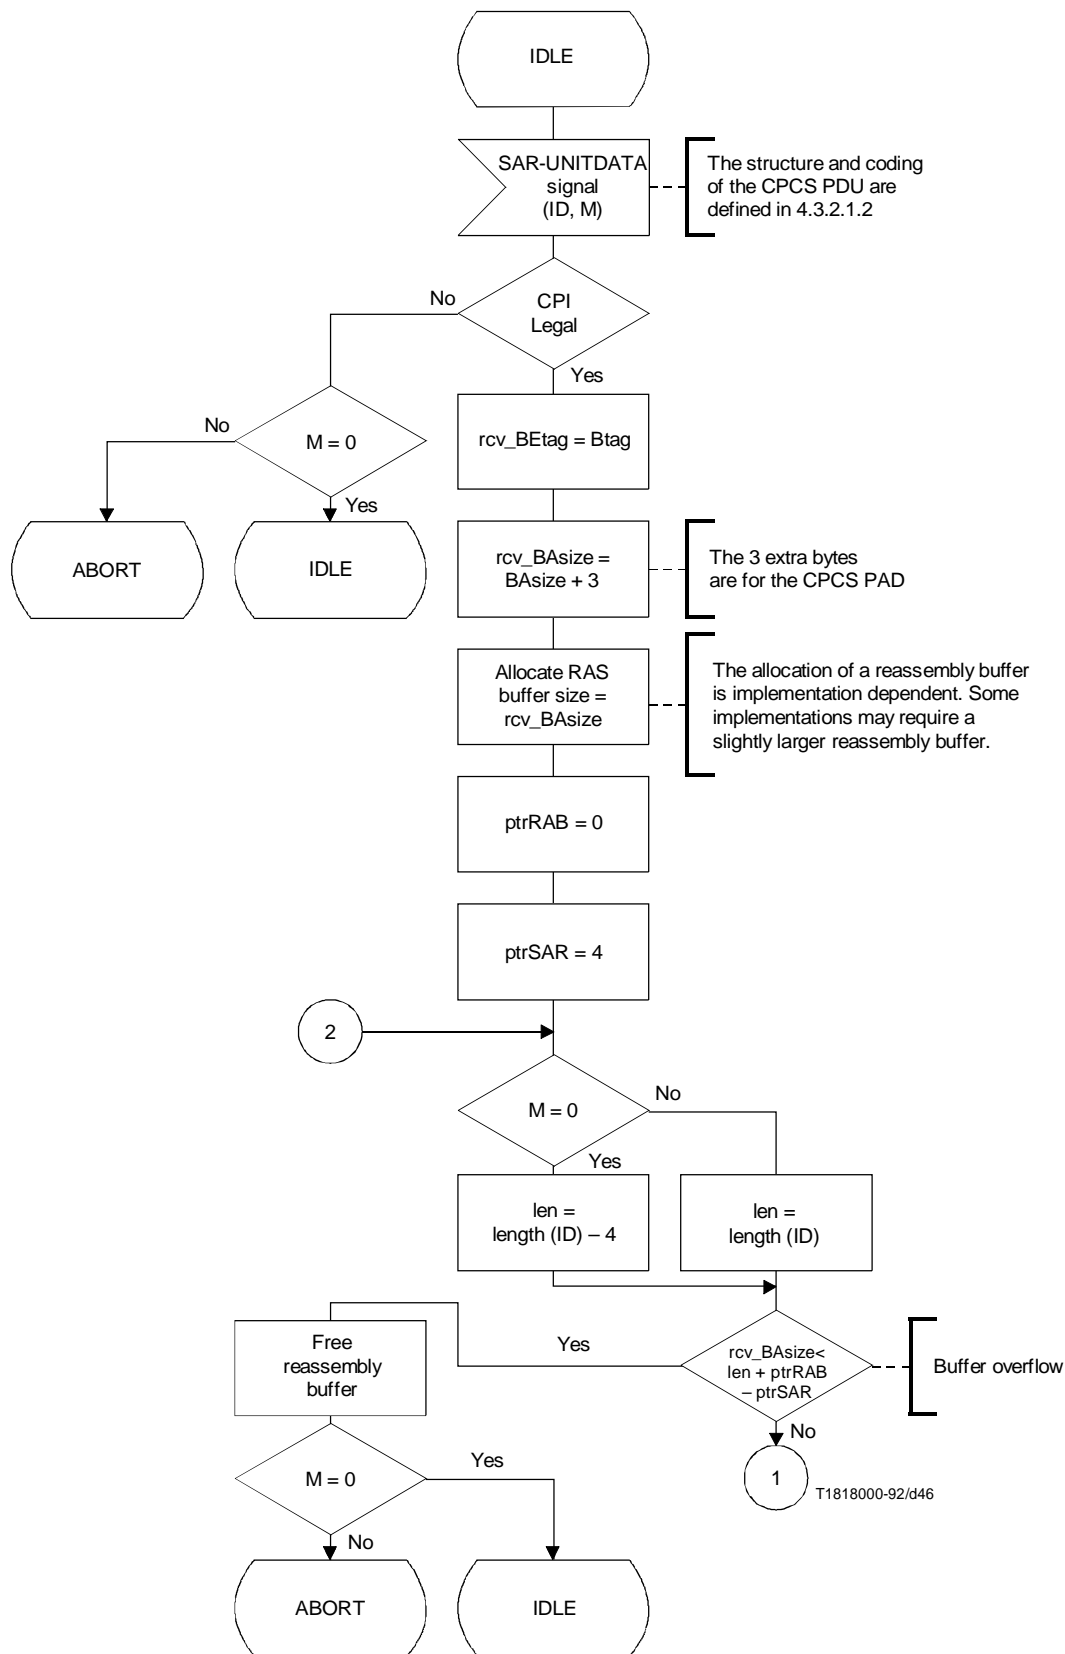 IDLE
SAR-UNITDATA
signal
(ID, M)
The structure and coding
of the CPCS PDU are
defined in 4.3.2.1.2
No
CPI
Legal
Yes
No
M = 0
Yes
rcv_BEtag = Btag
ABORT
IDLE
rcv_BAsize =
BAsize + 3
The 3 extra bytes
are for the CPCS PAD
Allocate RAS
buffer size =
rcv_BAsize
The allocation of a reassembly buffer
is implementation dependent. Some
implementations may require a
slightly larger reassembly buffer.
ptrRAB = 0
ptrSAR = 4
2
M = 0
No
Yes
len =
length (ID) – 4
len =
length (ID)
Free
reassembly
buffer
Yes
rcv_BAsize<
len + ptrRAB
– ptrSAR
Buffer overflow
No
1
T1818000-92/d46
M = 0
Yes
No
ABORT
IDLE